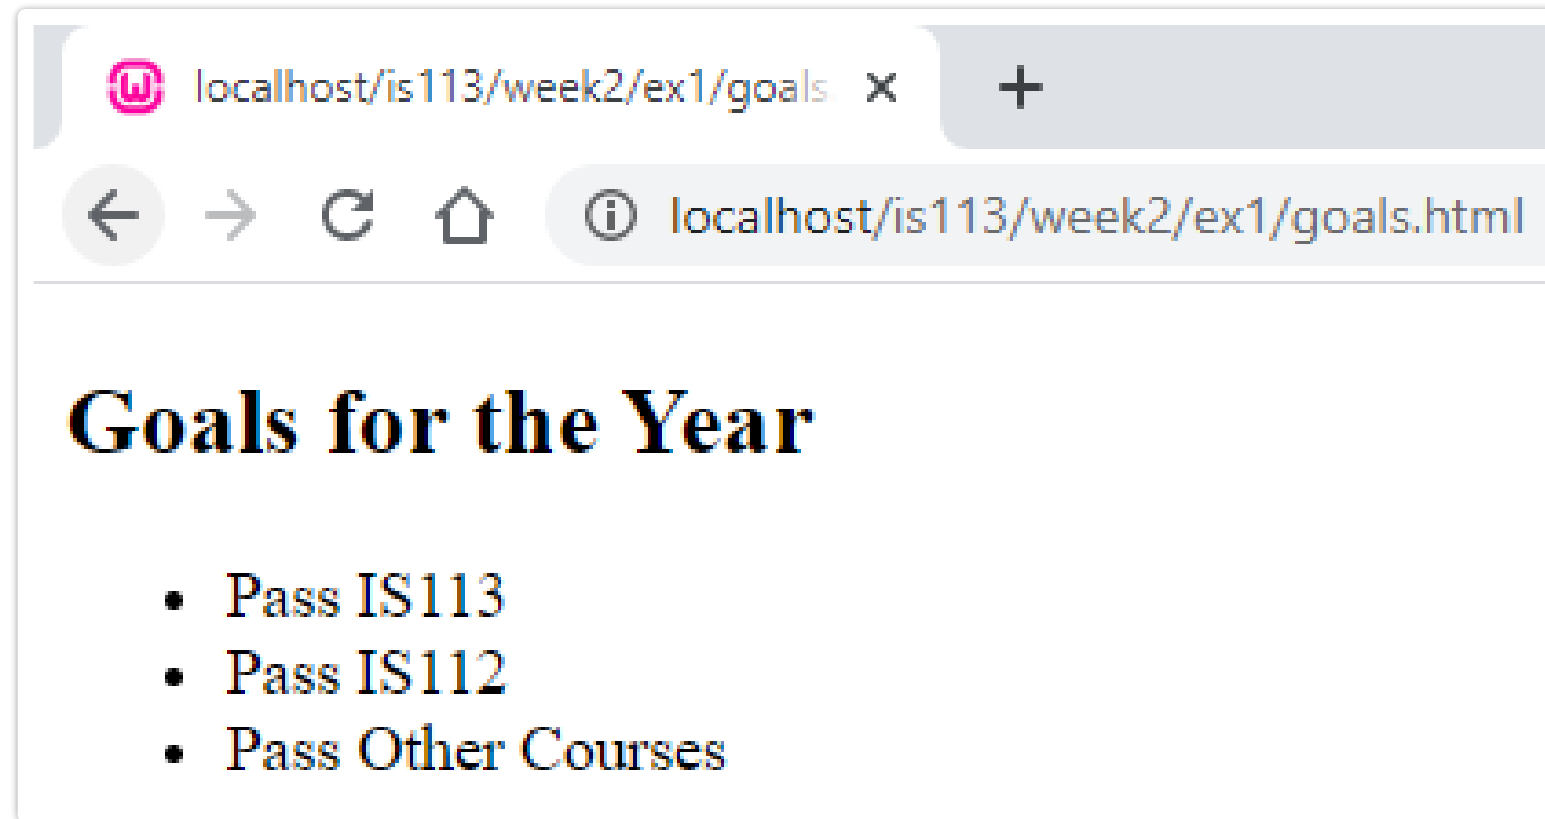 localhost/is113/week2/ex1/goals.
localhost/is113/week2/ex1/goals.html
Goals for the Year
• Pass IS113
• Pass IS112
• Pass Other Courses